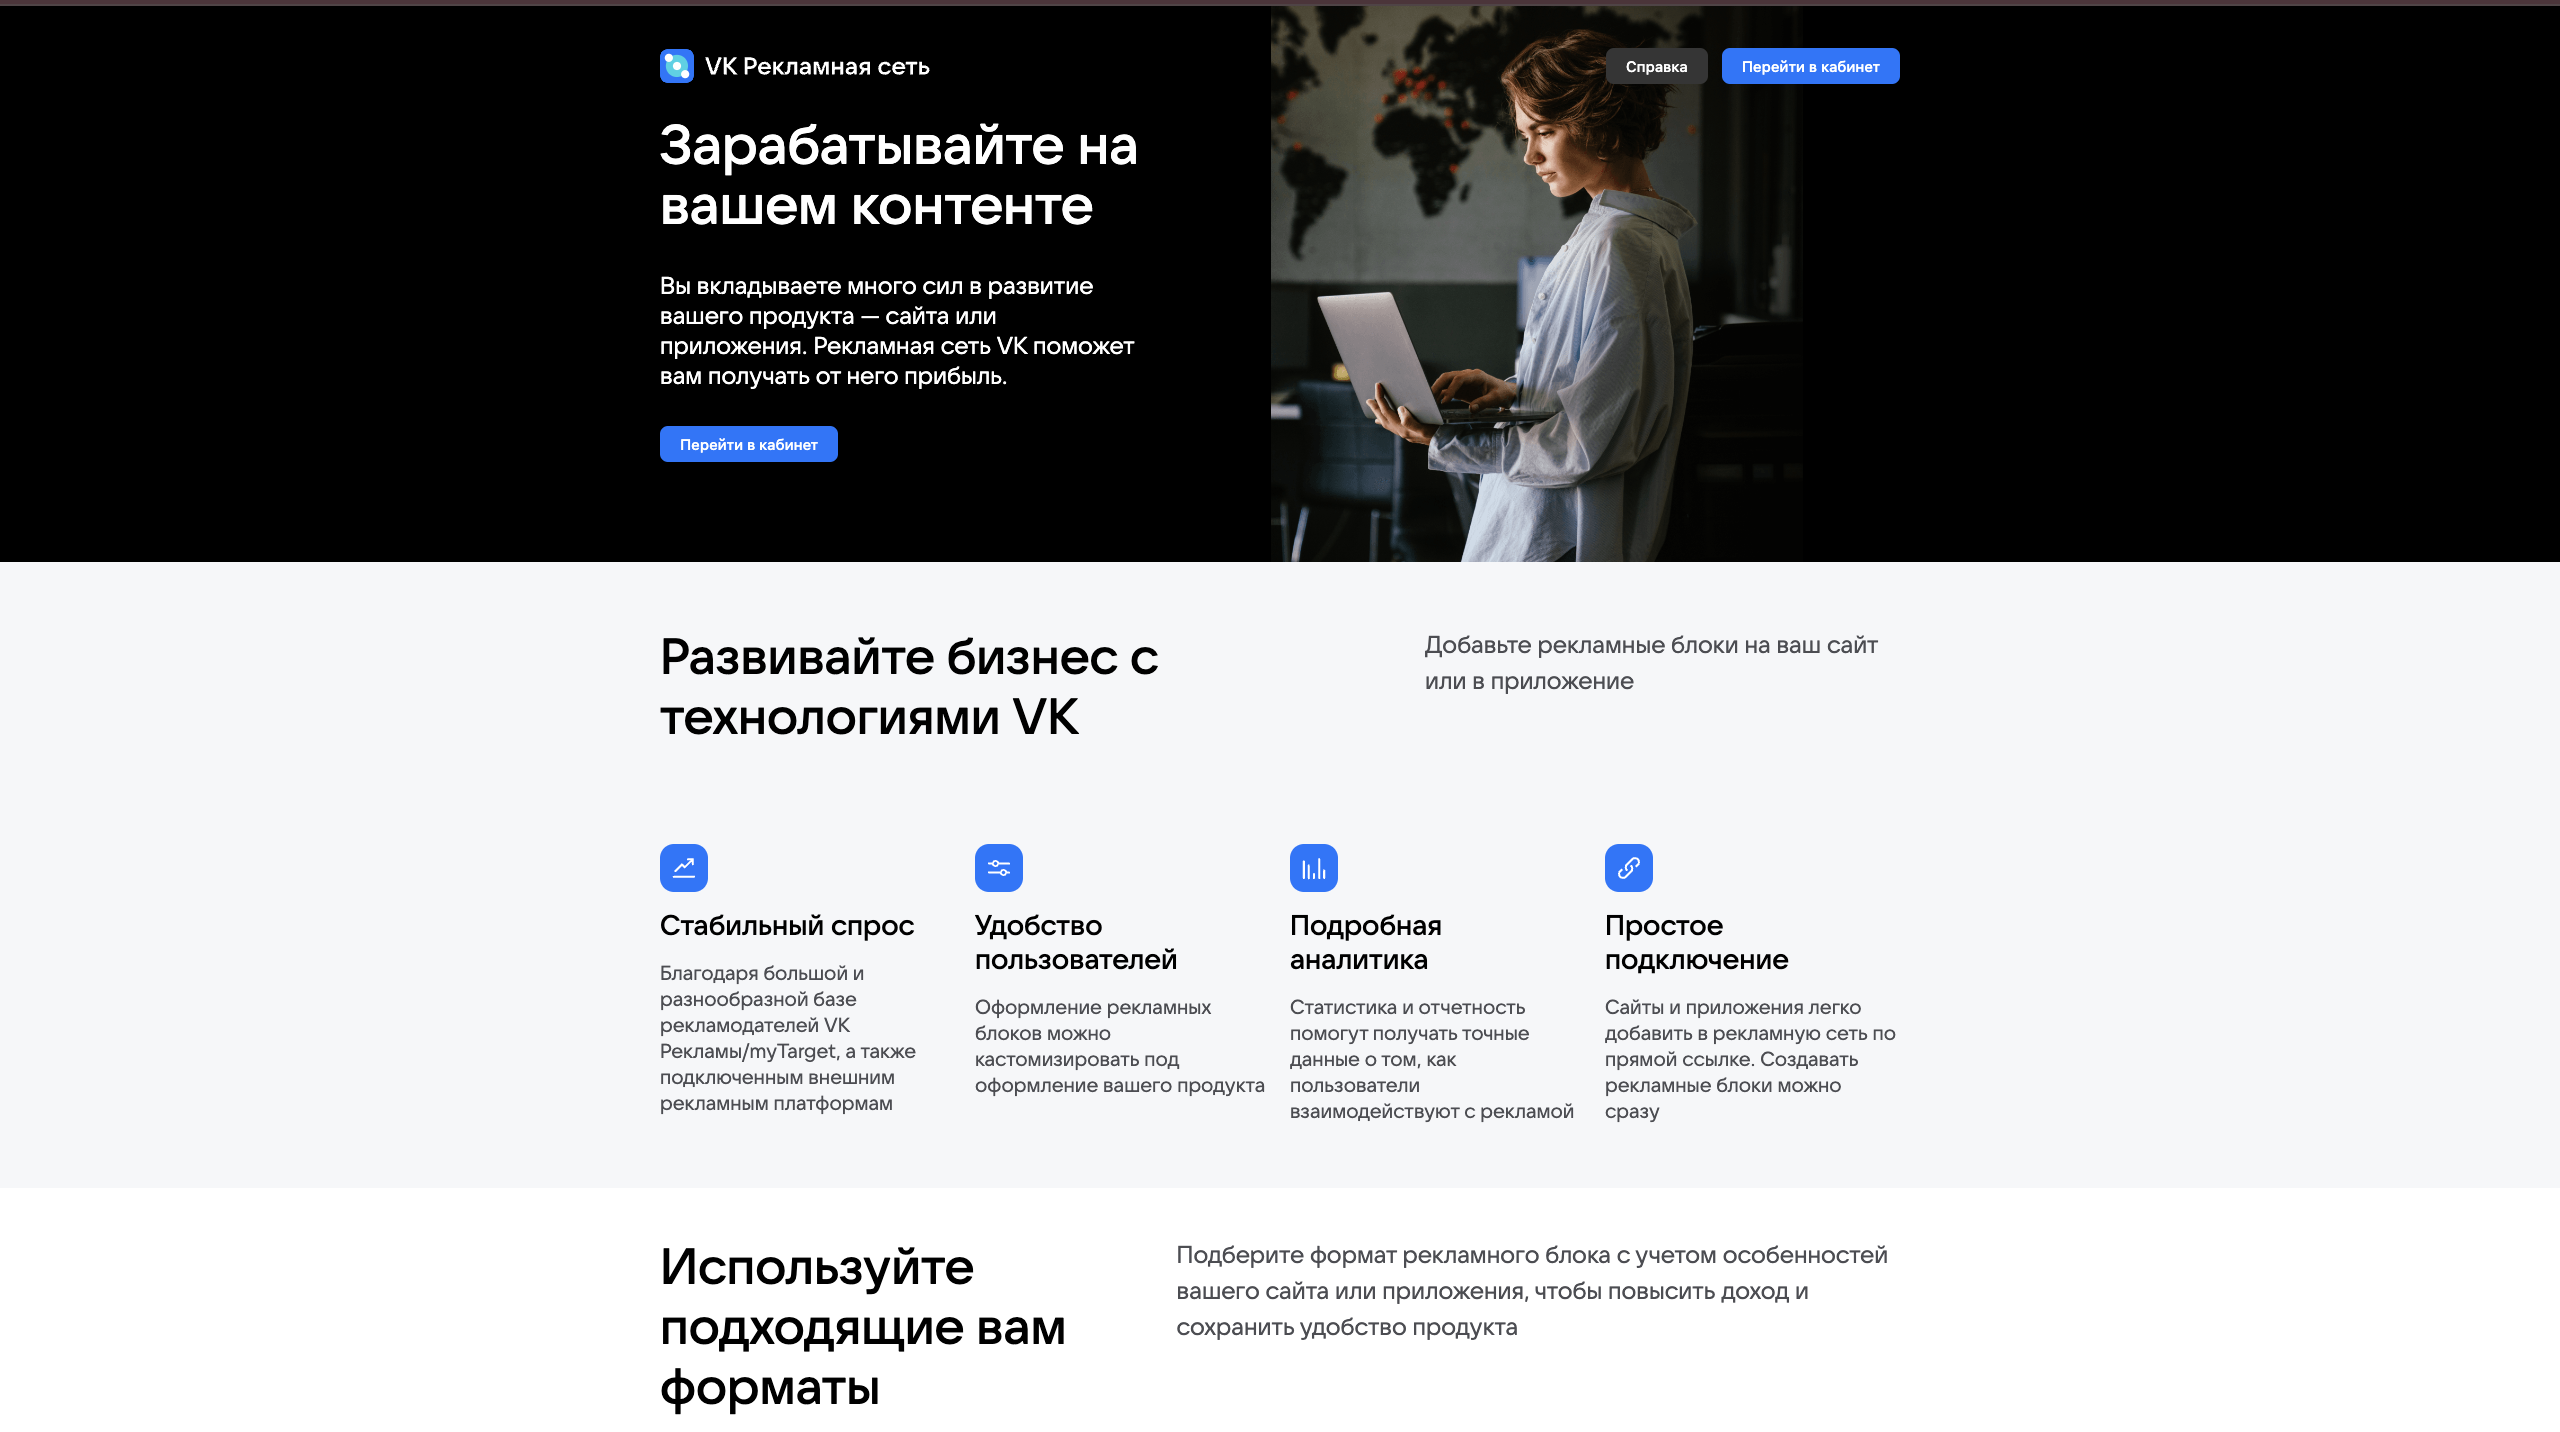 VK Рекламная сеть
Справка
Перейти в кабинет
Зарабатывайте на
вашем контенте
Вы вкладываете много сил в развитие
вашего продукта — сайта или
приложения. Рекламная сеть VK поможет
вам получать от него прибыль.
Перейти в кабинет
Развивайте бизнес с
технологиями VK
Добавьте рекламные блоки на ваш сайт
или в приложение
Стабильный спрос
Благодаря большой и
разнообразной базе
рекламодателей VK
Рекламы/myTarget, а также
подключенным внешним
рекламным платформам
Удобство
пользователей
Оформление рекламных
блоков можно
кастомизировать под
оформление вашего продукта
Подробная
аналитика
Статистика и отчетность
помогут получать точные
данные о том, как
пользователи
взаимодействуют с рекламой
Простое
подключение
Сайты и приложения легко
добавить в рекламную сеть по
прямой ссылке. Создавать
рекламные блоки можно
сразу
Используйте
подходящие вам
форматы
Подберите формат рекламного блока с учетом особенностей
вашего сайта или приложения, чтобы повысить доход и
сохранить удобство продукта